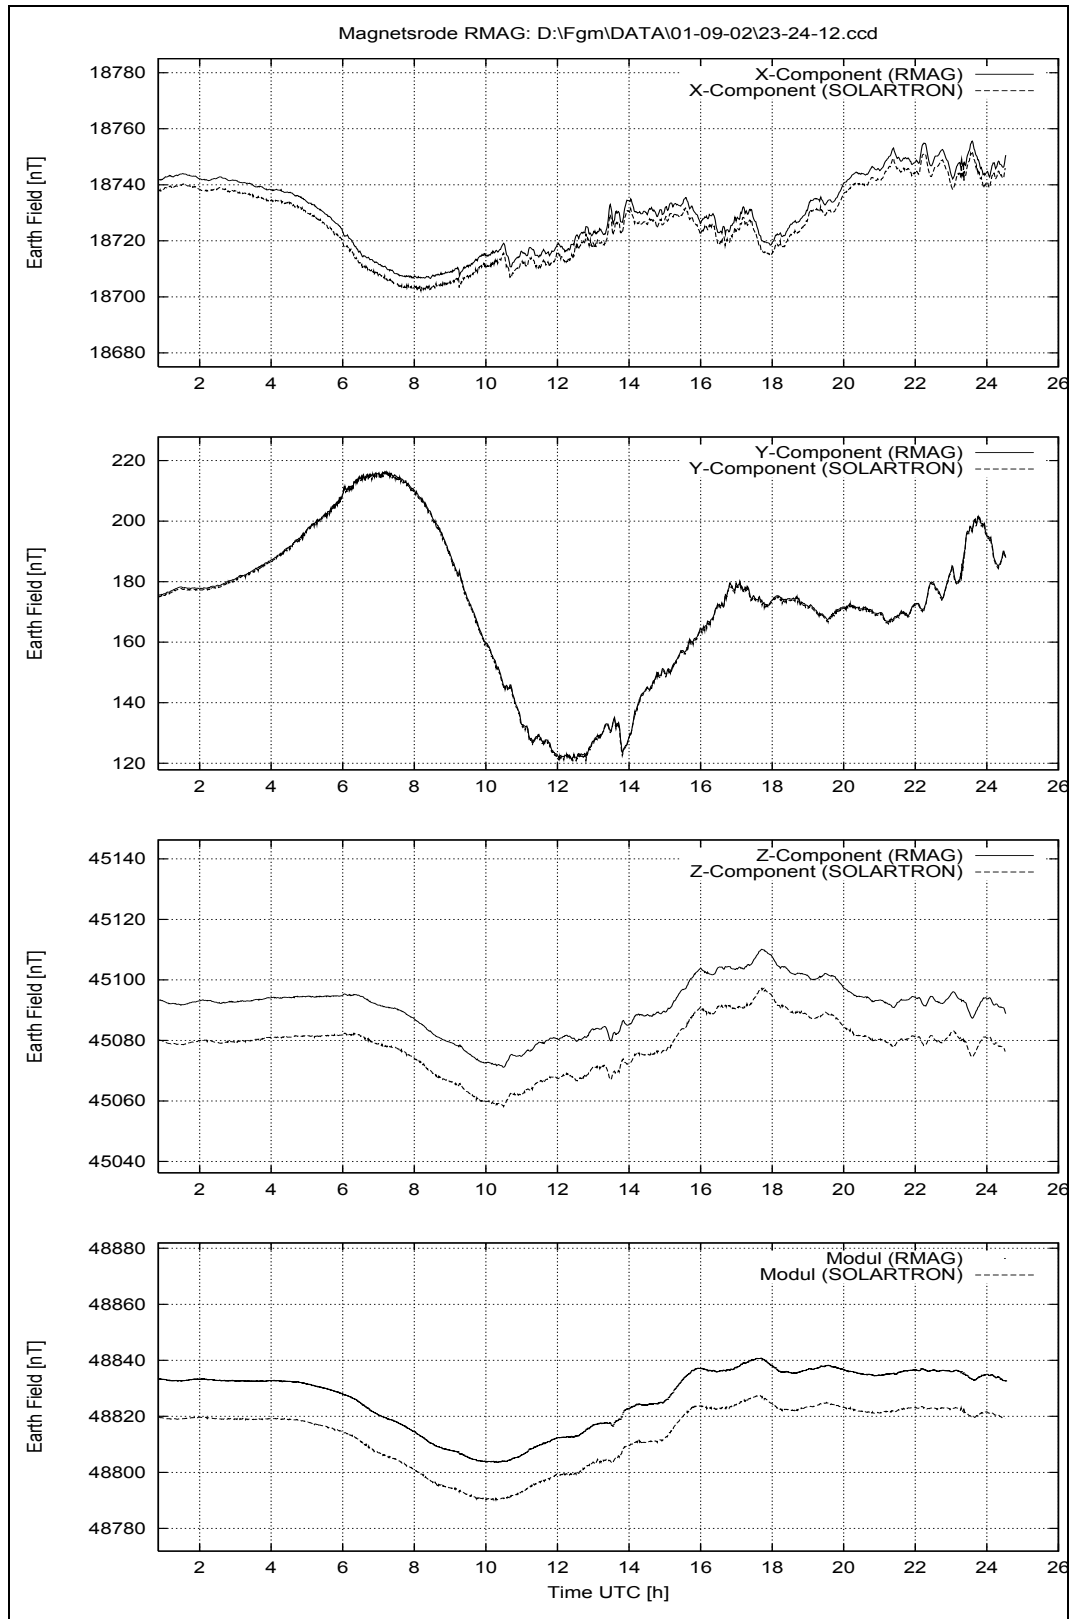 Magnetsrode RMAG: D:\Fgm\DATA\01-09-02\23-24-12.ccd
X-Component (RMAG)
X-Component (SOLARTRON)
Earth Field [nT]
18780
18760
18740
18720
18700
18680
2 4 6 8 10 12 14 16 18 20 22 24 26
Y-Component (RMAG)
Y-Component (SOLARTRON)
Earth Field [nT]
220
200
180
160
140
120
2 4 6 8 10 12 14 16 18 20 22 24 26
Z-Component (RMAG)
Z-Component (SOLARTRON)
Earth Field [nT]
45140
45120
45100
45080
45060
45040
2 4 6 8 10 12 14 16 18 20 22 24 26
Modul (RMAG)
Modul (SOLARTRON)
Earth Field [nT]
48880
48860
48840
48820
48800
48780
2 4 6 8 10 12 14 16 18 20 22 24 26
Time UTC [h]